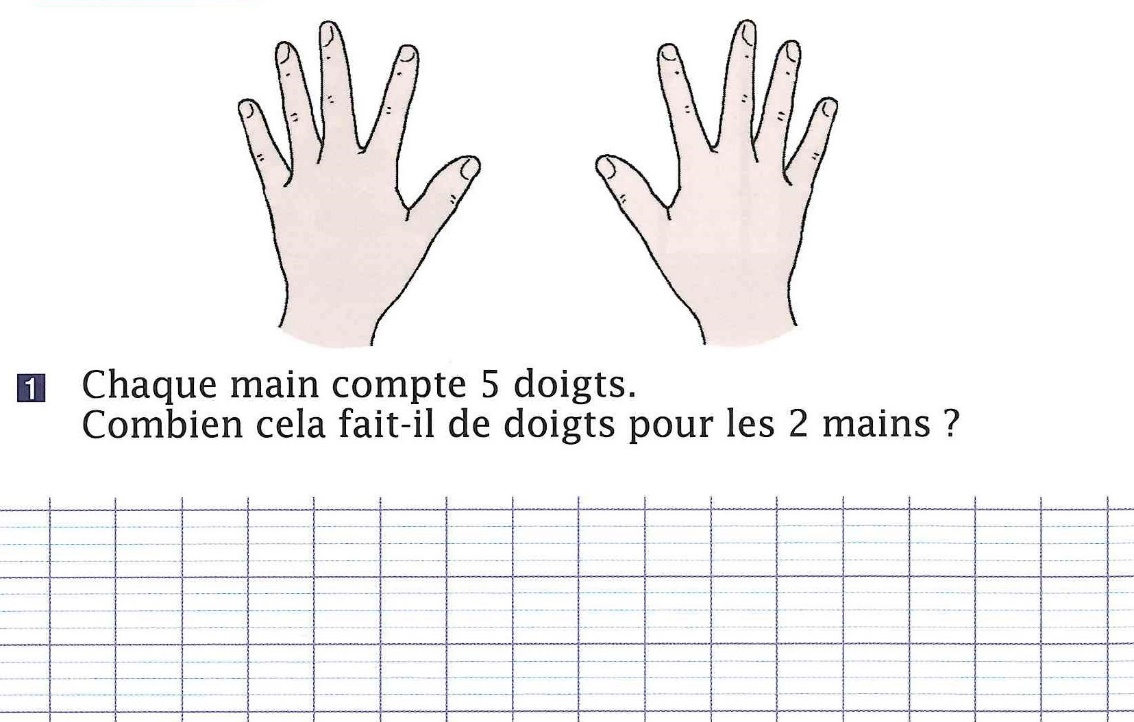 1 Chaque main compte 5 doigts.
Combien cela fait-il de doigts pour les 2 mains ?